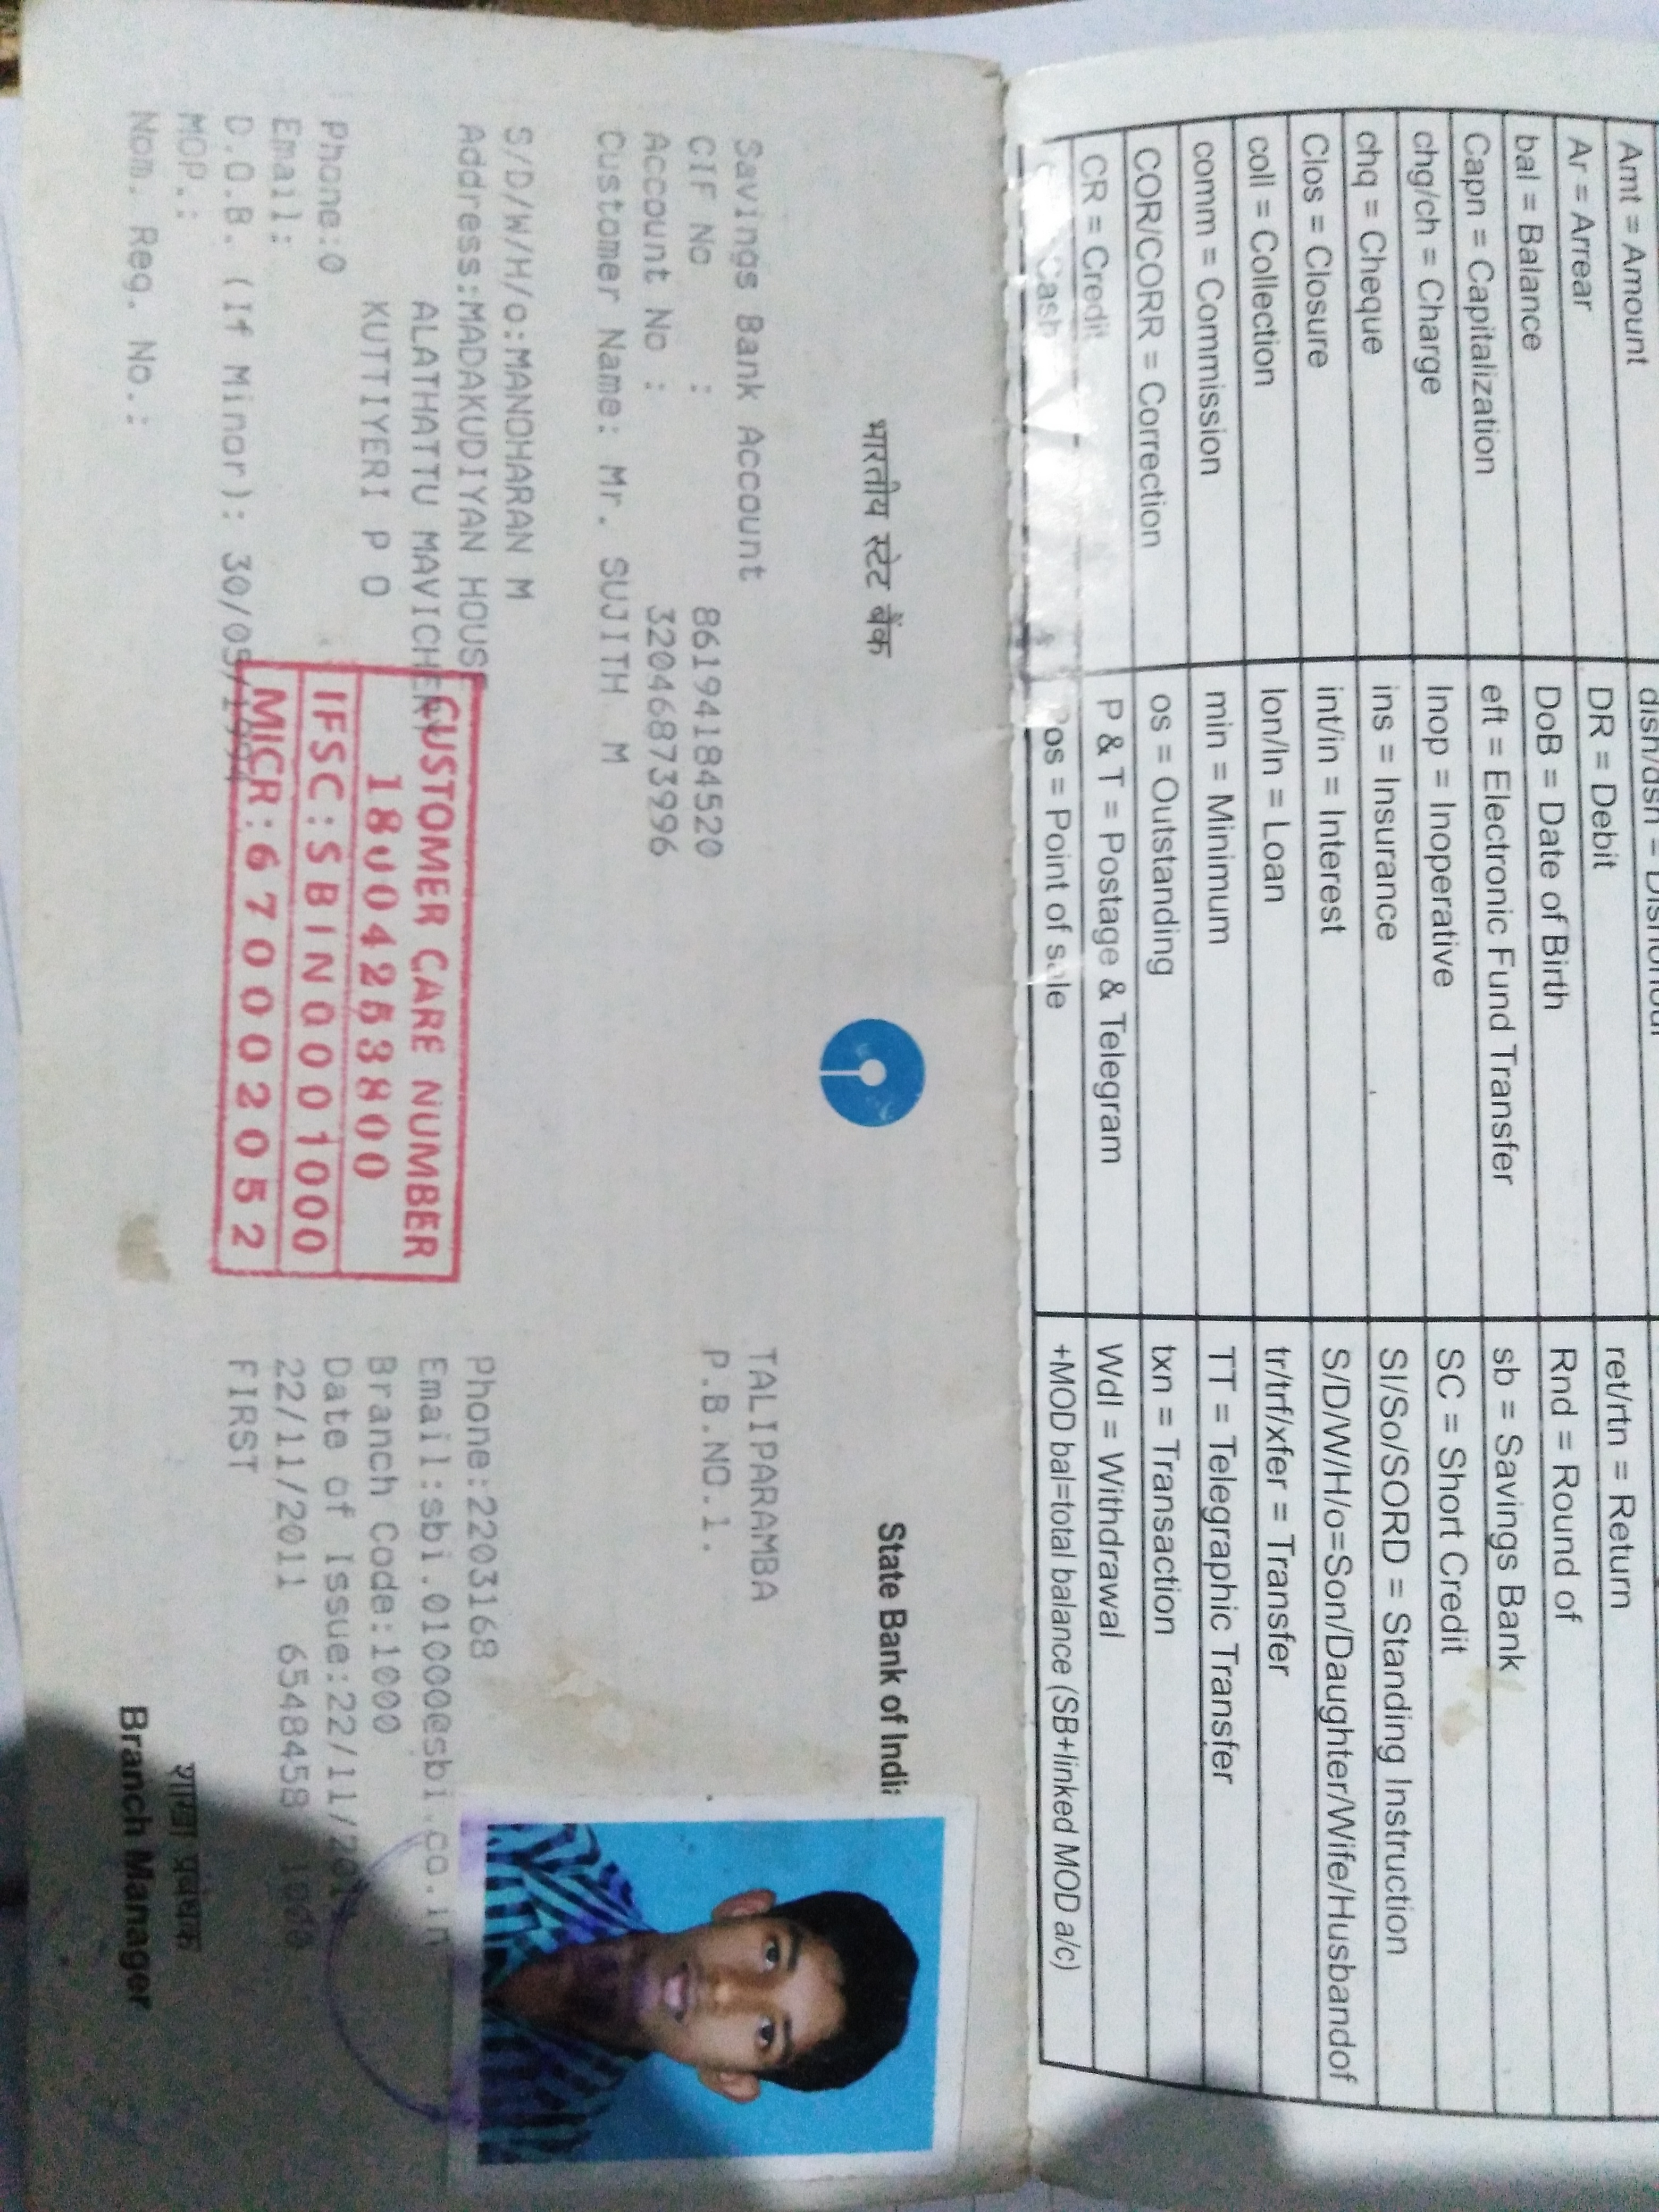 Amt = Amount
Ar = Arrear
bal = Balance
Capn = Capitalization
chg/ch = Charge
chq = Cheque
Clos = Closure
coll = Collection
comm = Commission
COR/CORR = Correction
CR = Credit
Cash
DR = Debit
DoB = Date of Birth
eft = Electronic Fund Transfer
Inop = Inoperative
ins = Insurance
int/in = Interest
lon/ln = Loan
min = Minimum
os = Outstanding
P & T = Postage & Telegram
Pos = Point of sale
ret/rtn = Return
Rnd = Round of
sb = Savings Bank
SC = Short Credit
SI/So/SORD = Standing Instruction
S/D/W/H/o=Son/Daughter/Wife/Husbandof
tr/trf/xfer = Transfer
TT = Telegraphic Transfer
txn = Transaction
Wdl = Withdrawal
+MOD bal=total balance (SB+linked MOD a/c)
भारतीय स्टेट बैंक
State Bank of India
Savings Bank Account
CIF No : 86194184520
Account No : 32046873996
Customer Name: Mr. SUJITH M
S/D/W/H/o:MANOHARAN M
Address:MADAKUDIYAN HOUSE
ALATHATTU MAVICHERY
KUTTIYERI P O
Phone:0
Email:
D.O.B. (If Minor): 30/05/1994
MOP.:
Nom. Reg. No.:
CUSTOMER CARE NUMBER
18004253800
IFSC:SBIN0001000
MICR:670002052
TALIPARAMBA
P.B.NO.1.
Phone:2203168
Email:sbi.01000@sbi.co.in
Branch Code:1000
Date of Issue:22/11/2011
22/11/2011 6548458 1000
FIRST
शाखा प्रबंधक
Branch Manager